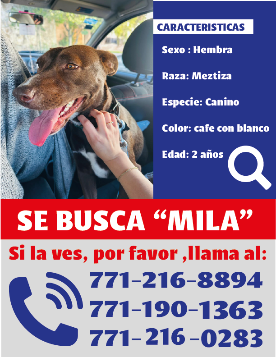 CARACTERISTICAS
Sexo : Hembra
Raza: Meztiza
Especie: Canino
Color: cafe con blanco
Edad: 2 años
SE BUSCA "MILA"
Si la ves, por favor ,llama al:
771-216-8894
771-190-1363
771-216-0283